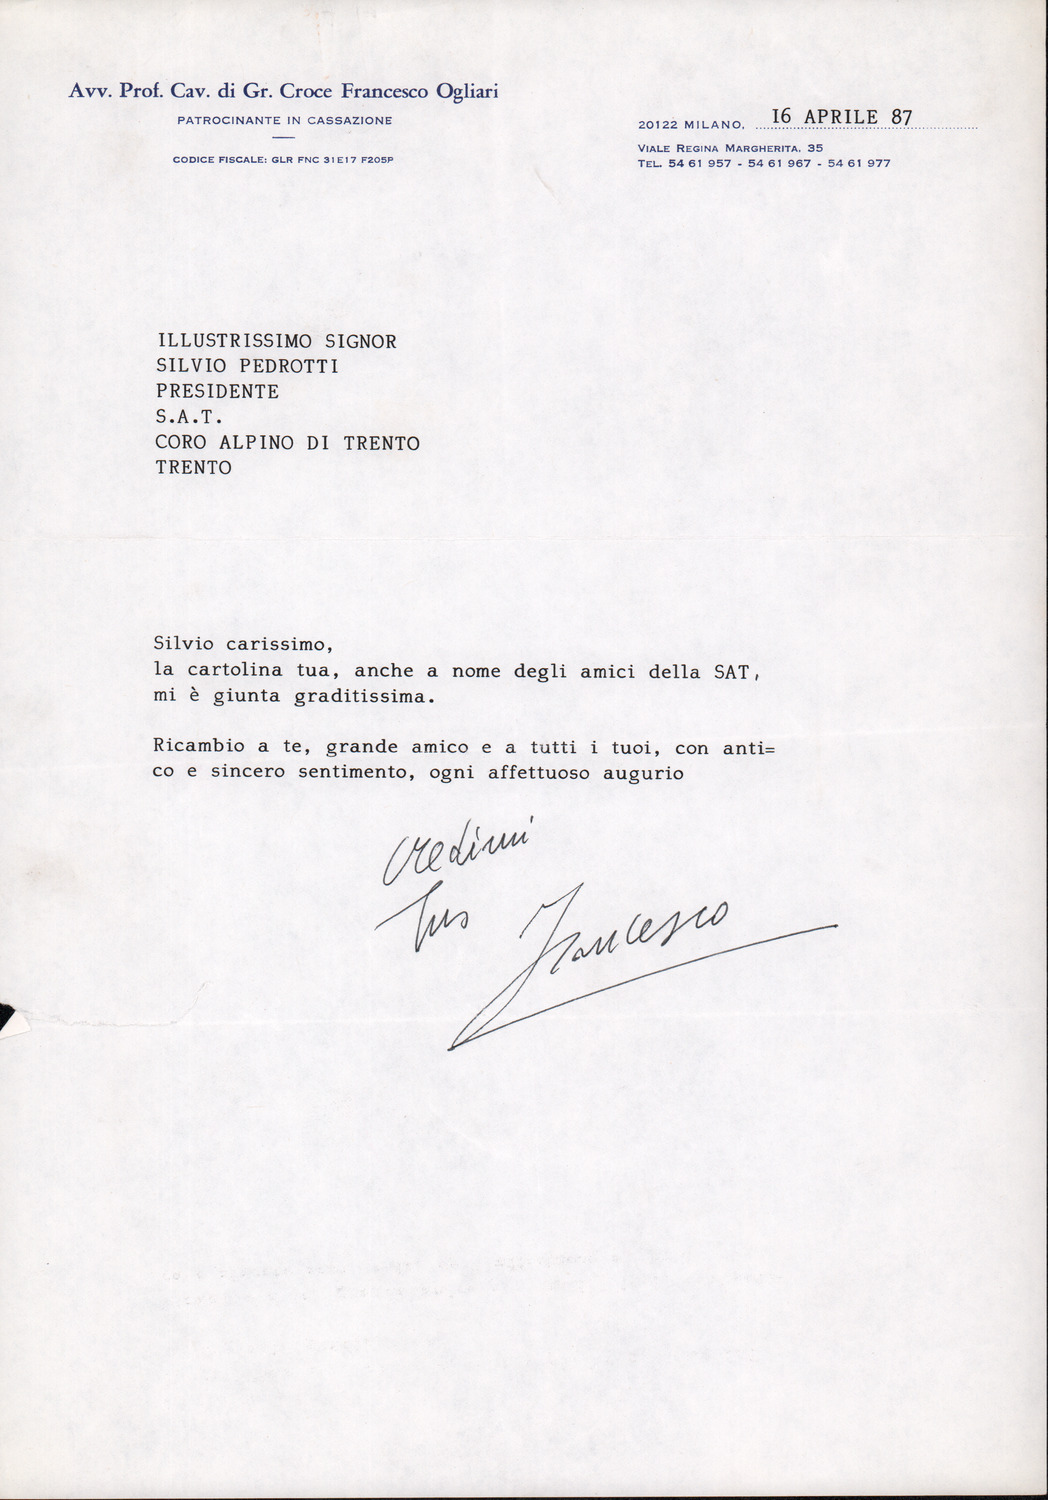 Avv. Prof. Cav. di Gr. Croce Francesco Ogliari
PATROCINANTE IN CASSAZIONE
CODICE FISCALE: GLR FNC 31E17 F205P
20122 MILANO, 16 APRILE 87
VIALE REGINA MARGHERITA, 35
TEL. 54 61 957 - 54 61 967 - 54 61 977
ILLUSTRISSIMO SIGNOR
SILVIO PEDROTTI
PRESIDENTE
S.A.T.
CORO ALPINO DI TRENTO
TRENTO
Silvio carissimo,
la cartolina tua, anche a nome degli amici della SAT,
mi è giunta graditissima.
Ricambio a te, grande amico e a tutti i tuoi, con anti=
co e sincero sentimento, ogni affettuoso augurio
credimi
tuo Francesco